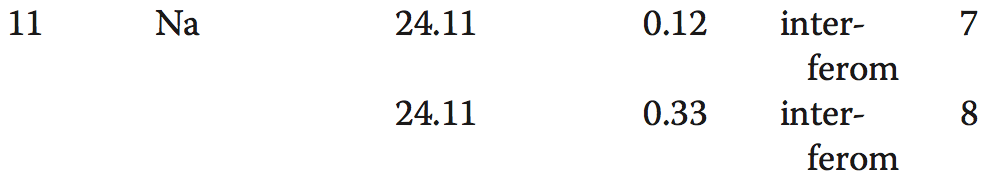 11 Na 24.11 0.12 inter- 7
ferom
24.11 0.33 inter- 8
ferom